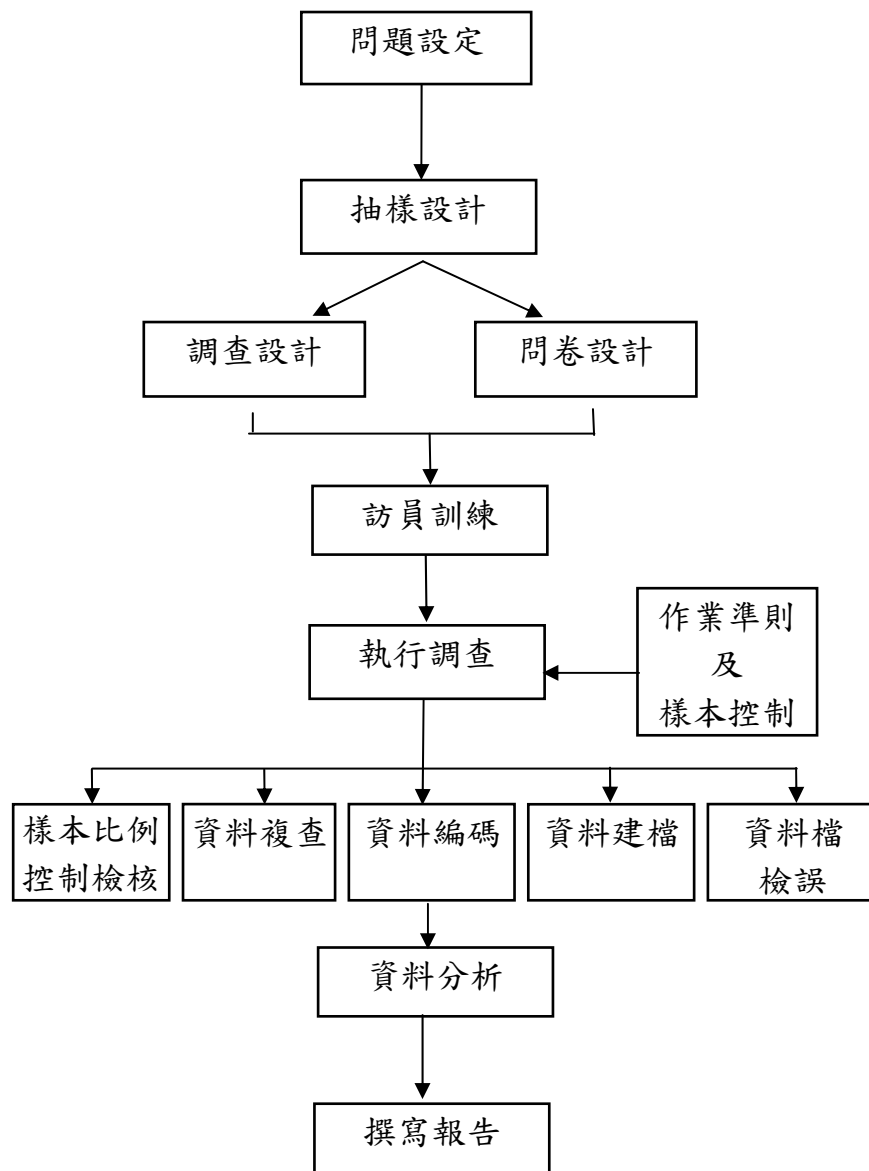 問題設定
抽樣設計
調查設計
問卷設計
訪員訓練
執行調查
作業準則
及
樣本控制
樣本比例
控制檢核
資料複查
資料編碼
資料建檔
資料檔
檢誤
資料分析
撰寫報告